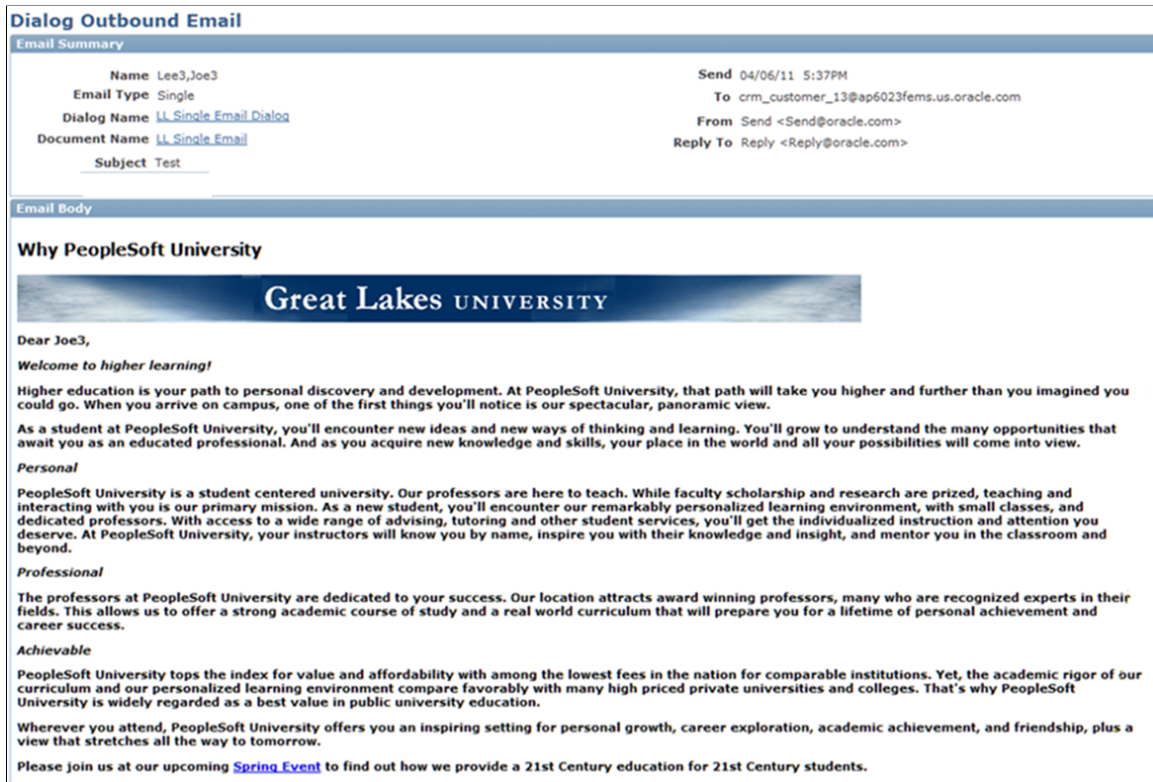 Dialog Outbound Email
Email Summary
Name Lee3,Joe3
Email Type Single
Dialog Name LL Single Email Dialog
Document Name LL Single Email
Subject Test
Send 04/06/11 5:37PM
To crm_customer_13@ap6023fems.us.oracle.com
From Send <Send@oracle.com>
Reply To Reply <Reply@oracle.com>
Email Body
Why PeopleSoft University
Great Lakes UNIVERSITY
Dear Joe3,
Welcome to higher learning!
Higher education is your path to personal discovery and development. At PeopleSoft University, that path will take you higher and further than you imagined you
could go. When you arrive on campus, one of the first things you'll notice is our spectacular, panoramic view.
As a student at PeopleSoft University, you'll encounter new ideas and new ways of thinking and learning. You'll grow to understand the many opportunities that
await you as an educated professional. And as you acquire new knowledge and skills, your place in the world and all your possibilities will come into view.
Personal
PeopleSoft University is a student centered university. Our professors are here to teach. While faculty scholarship and research are prized, teaching and
interacting with you is our primary mission. As a new student, you'll encounter our remarkably personalized learning environment, with small classes, and
dedicated professors. With access to a wide range of advising, tutoring and other student services, you'll get the individualized instruction and attention you
deserve. At PeopleSoft University, your instructors will know you by name, inspire you with their knowledge and insight, and mentor you in the classroom and
beyond.
Professional
The professors at PeopleSoft University are dedicated to your success. Our location attracts award winning professors, many who are recognized experts in their
fields. This allows us to offer a strong academic course of study and a real world curriculum that will prepare you for a lifetime of personal achievement and
career success.
Achievable
PeopleSoft University tops the index for value and affordability with among the lowest fees in the nation for comparable institutions. Yet, the academic rigor of our
curriculum and our personalized learning environment compare favorably with many high priced private universities and colleges. That's why PeopleSoft
University is widely regarded as a best value in public university education.
Wherever you attend, PeopleSoft University offers you an inspiring setting for personal growth, career exploration, academic achievement, and friendship, plus a
view that stretches all the way to tomorrow.
Please join us at our upcoming Spring Event to find out how we provide a 21st Century education for 21st Century students.